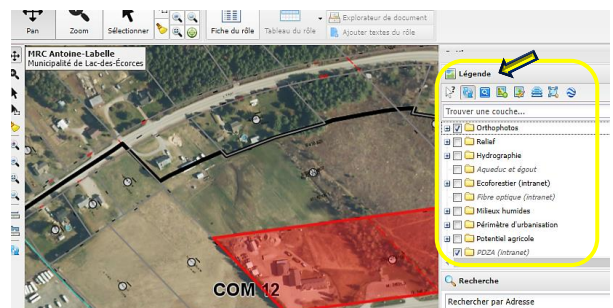 Explorateur de document
Pan
Zoom
Sélectionner
Fiche du rôle
Tableau du rôle
Ajouter textes du rôle
MRC Antoine-Labelle
Municipalité de Lac-des-Écorces
COM 12
Légende
Trouver une couche...
Orthophotos
Relief
Hydrographie
Aqueduc et égout
Ecoforestier (intranet)
Fibre optique (intranet)
Milieux humides
Périmètre d'urbanisation
Potentiel agricole
PDZA (intranet)
Recherche
Rechercher par Adresse